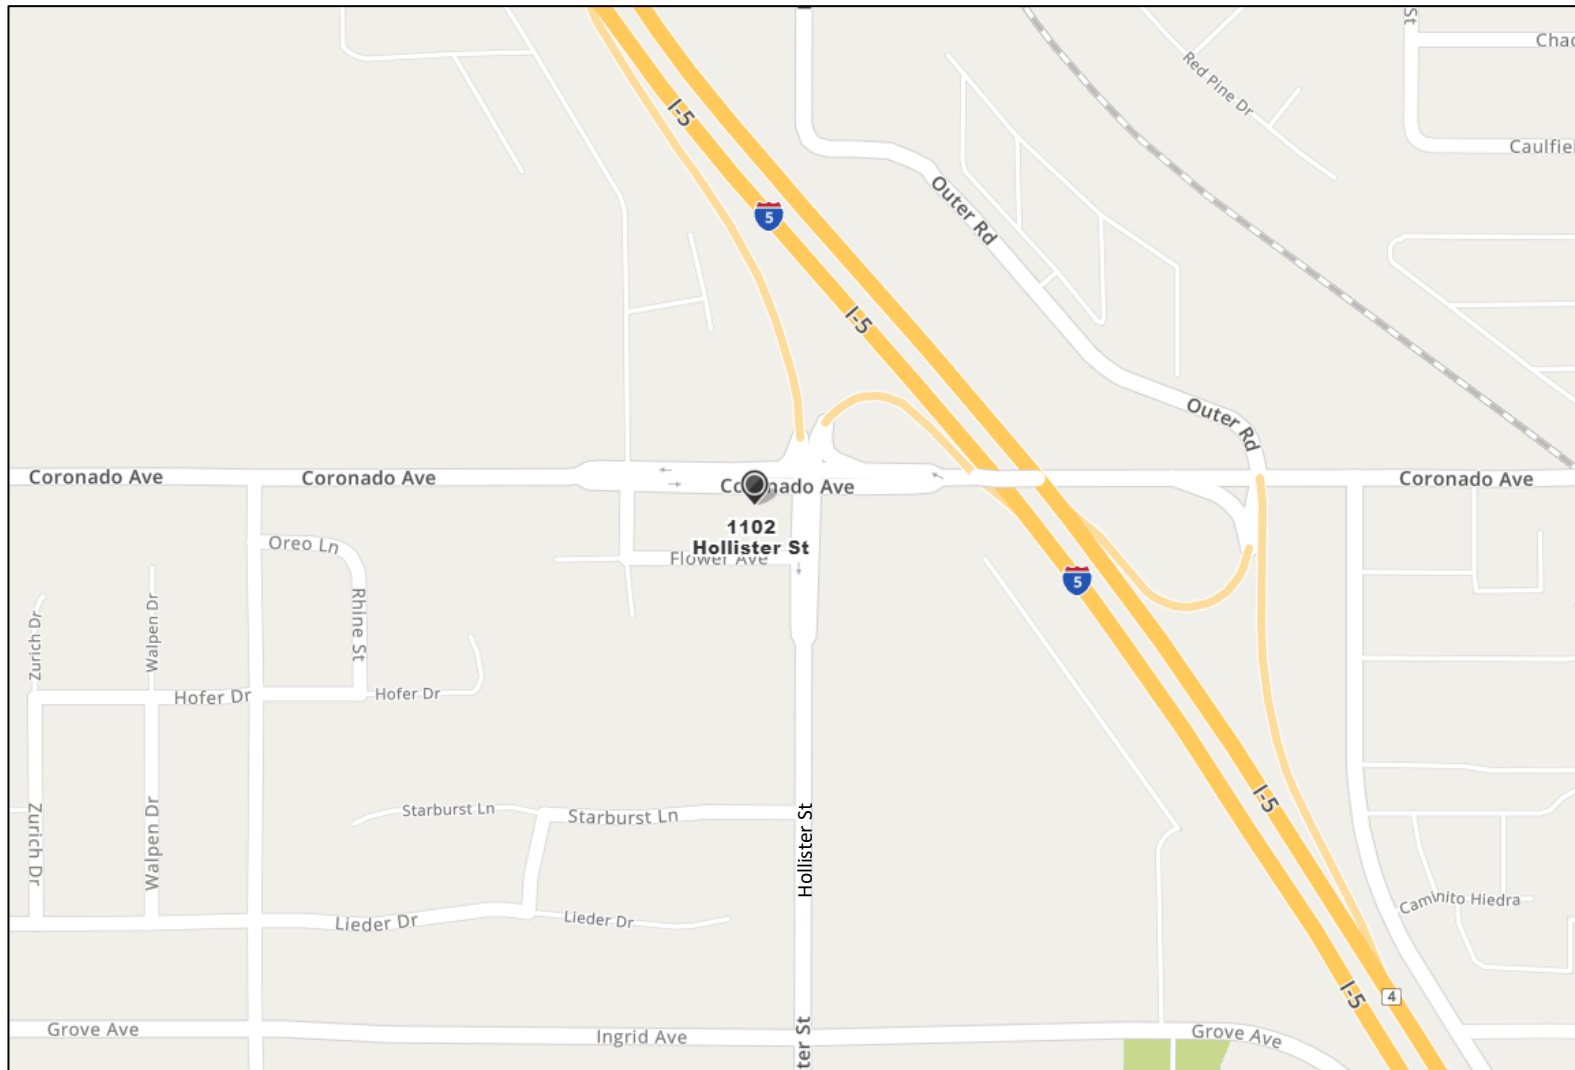 St
Chad
Red Pine Dr
I-5
Caulfiel
5
Outer Rd
I-5
Outer Rd
Coronado Ave
Coronado Ave
Coronado Ave
Coronado Ave
1102
Hollister St
Flower Ave
Oreo Ln
5
Rhine St
Zurich Dr
Walpen Dr
Hofer Dr
Hofer Dr
I-5
Starburst Ln
Starburst Ln
Zurich Dr
Walpen Dr
Hollister St
Caminito Hiedra
Lieder Dr
Lieder Dr
I-5
4
Grove Ave
Ingrid Ave
ter St
Grove Ave